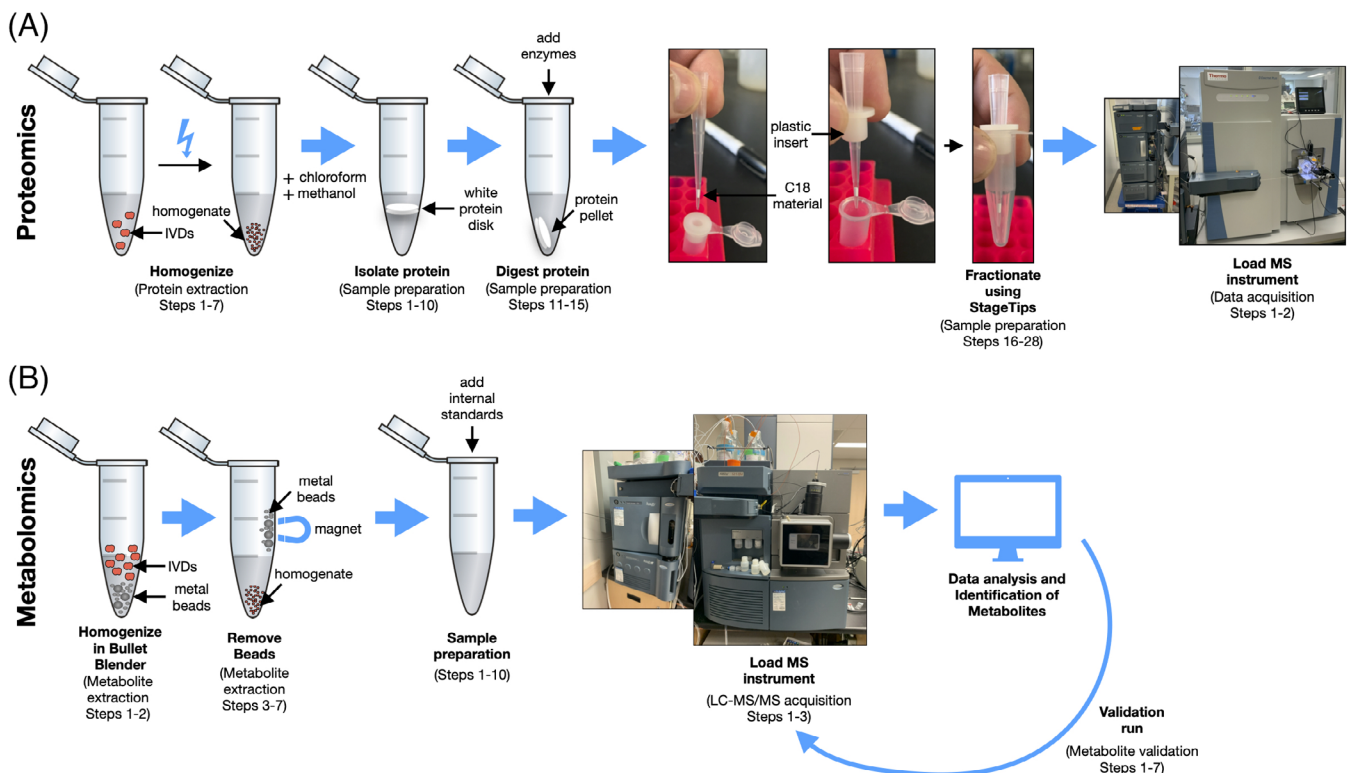 (A)
Proteomics
homogenate
IVDs
Homogenize
(Protein extraction
Steps 1-7)
+ chloroform
+ methanol
white
protein
disk
Isolate protein
(Sample preparation
Steps 1-10)
add
enzymes
protein
pellet
Digest protein
(Sample preparation
Steps 11-15)
plastic
insert
C18
material
Fractionate
using
StageTips
(Sample preparation
Steps 16-28)
Thermo
Load MS
instrument
(Data acquisition
Steps 1-2)
(B)
Metabolomics
IVDs
metal
beads
Homogenize
in Bullet
Blender
(Metabolite
extraction
Steps 1-2)
metal
beads
magnet
homogenate
Remove
Beads
(Metabolite
extraction
Steps 3-7)
add
internal
standards
Sample
preparation
(Steps 1-10)
Load MS
instrument
(LC-MS/MS acquisition
Steps 1-3)
Data analysis and
Identification of
Metabolites
Validation
run
(Metabolite validation
Steps 1-7)